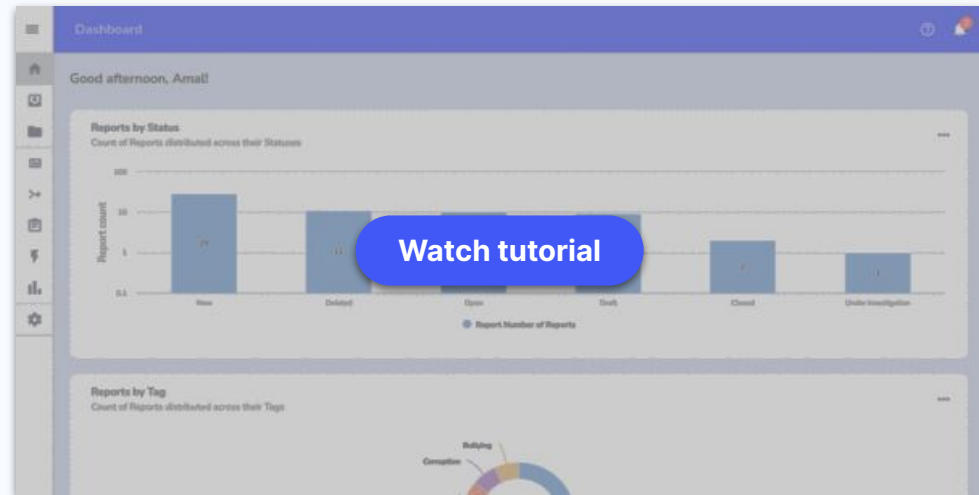 Dashboard
Good afternoon, Amal!
Reports by Status
Count of Reports distributed across their Statuses
100
10
1
0.1
Report count
11
1
New
Deleted
Open
Draft
Closed
Under Investigation
Report Number of Reports
Watch tutorial
Reports by Tag
Count of Reports distributed across their Tags
Bullying
Corruption